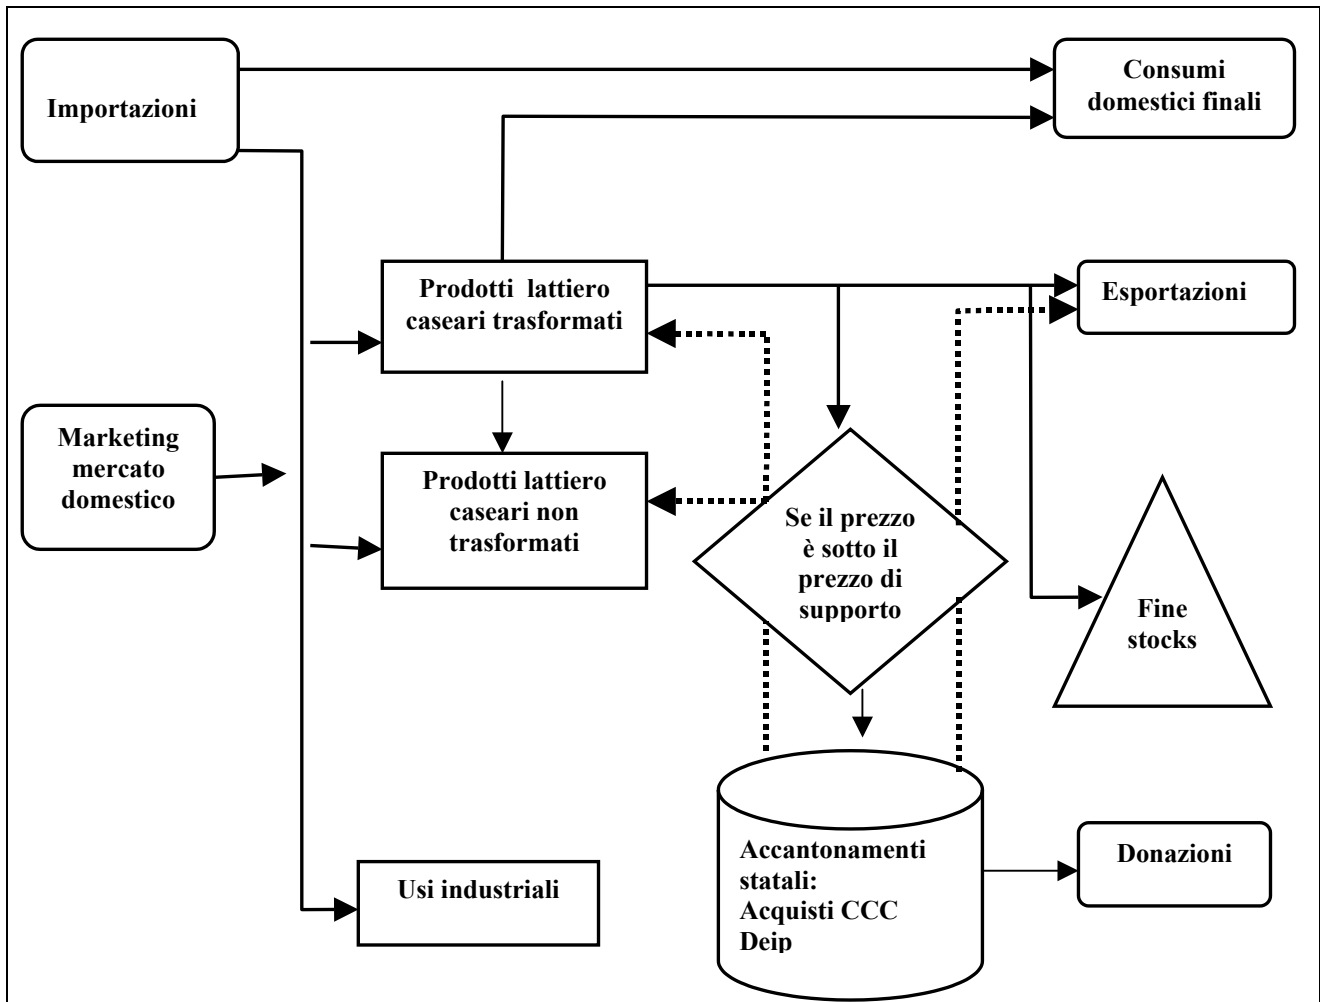 Importazioni
Consumi
domestici finali
Prodotti lattiero
caseari trasformati
Esportazioni
Marketing
mercato
domestico
Prodotti lattiero
caseari non
trasformati
Se il prezzo
è sotto il
prezzo di
supporto
Fine
stocks
Accantonamenti
statali:
Acquisti CCC
Deip
Donazioni
Usi industriali